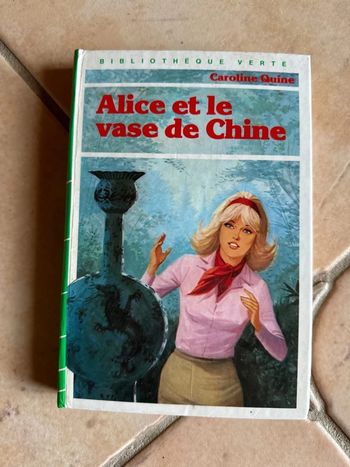 BIBLIOTHÈQUE VERTE
Caroline Quine
Alice et le
vase de Chine